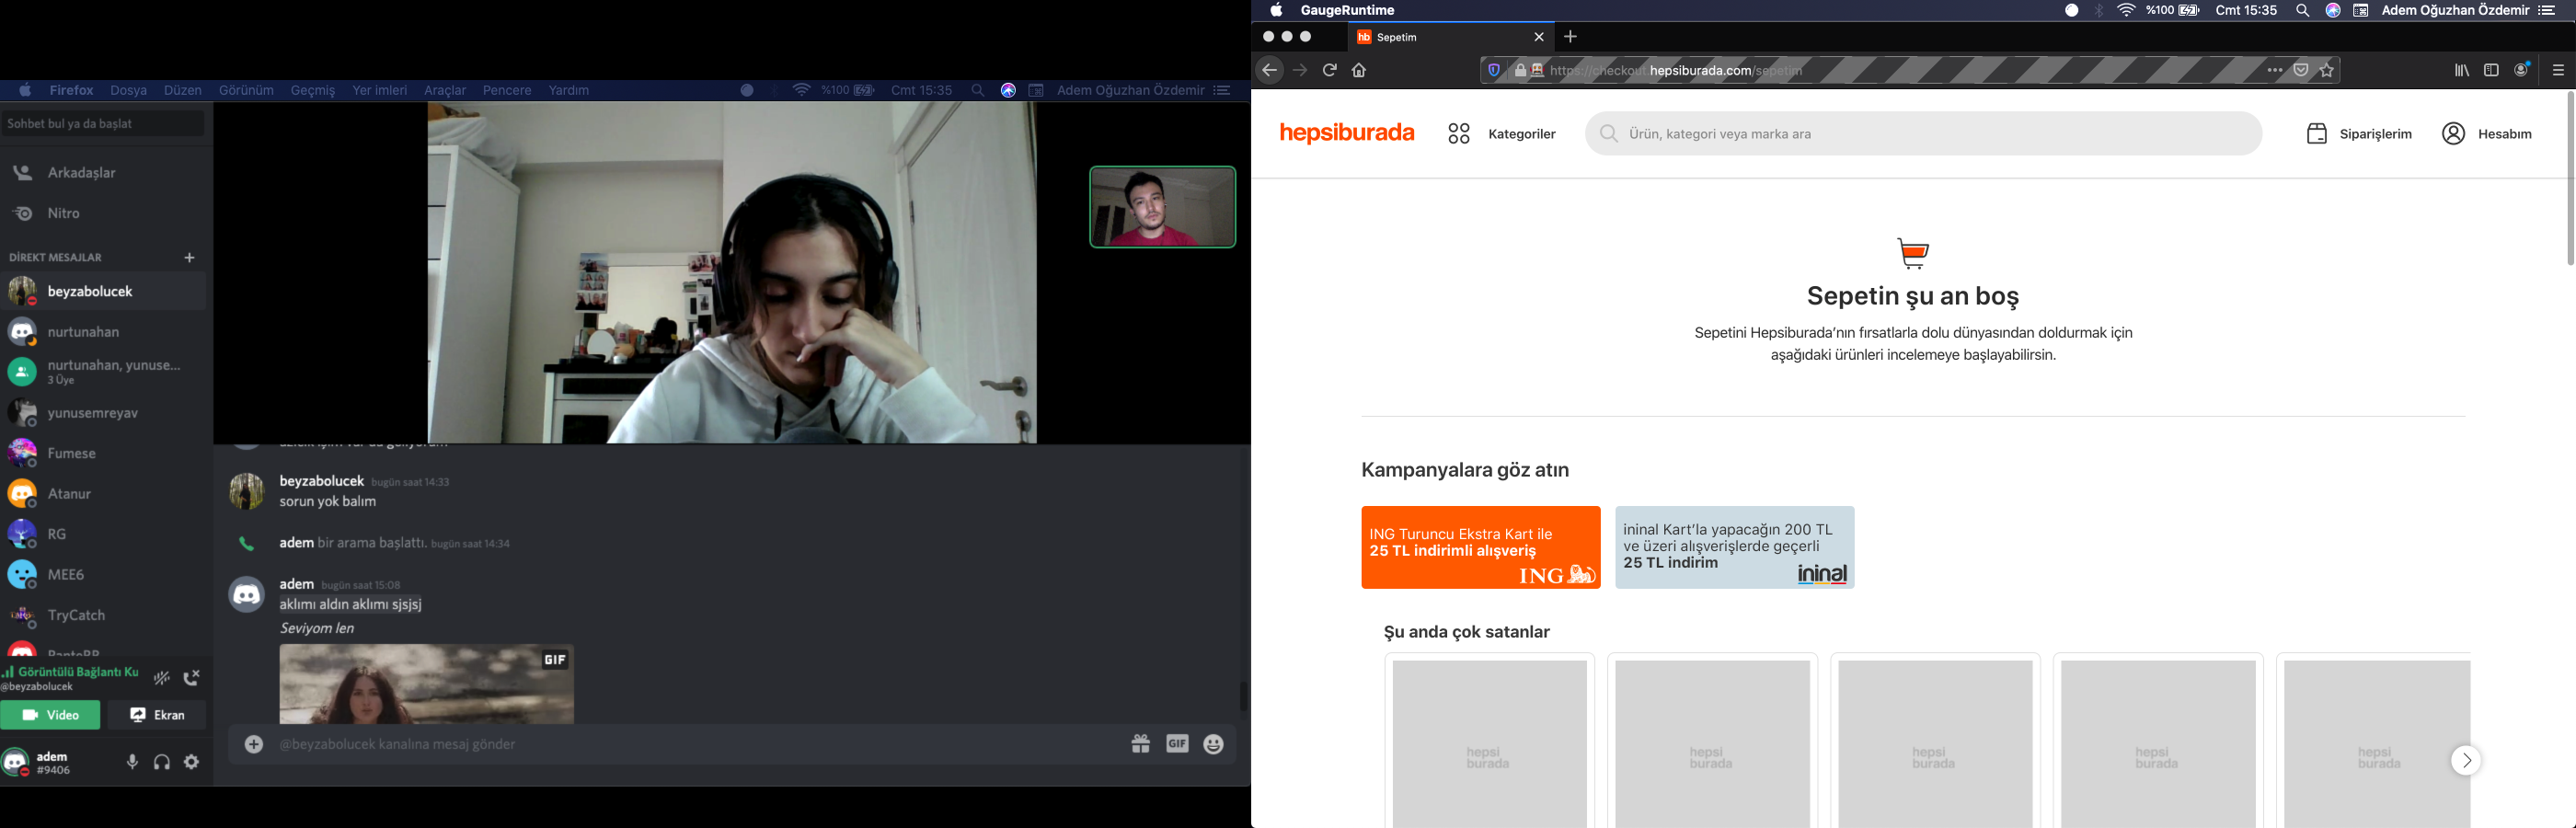 Firefox Dosya Düzen Görünüm Geçmiş Yer imleri Araçlar Pencere Yardım
%100 Cmt 15:35 Adem Oğuzhan Özdemir
Sohbet bul ya da başlat
Arkadaşlar
Nitro
DİREKT MESAJLAR +
beyzabolucek
nurtunahan
nurtunahan, yunuse...
3 Üye
yunusemreyav
Fumese
Atanur
RG
MEE6
TryCatch
Görüntülü Bağlantı Ku
@beyzabolucek
Video Ekran
adem
#9406
beyzabolucek bugün saat 14:33
sorun yok balım
adem bir arama başlattı. bugün saat 14:34
adem bugün saat 15:08
aklımı aldın aklımı sjsjsj
Seviyom len
GIF
@beyzabolucek kanalına mesaj gönder
GIF
GaugeRuntime
%100 Cmt 15:35 Adem Oğuzhan Özdemir
hb Sepetim
https://checkout.hepsiburada.com/sepetim
hepsiburada Kategoriler Ürün, kategori veya marka ara Siparişlerim Hesabım
Sepetin şu an boş
Sepetini Hepsiburada'nın fırsatlarla dolu dünyasından doldurmak için
aşağıdaki ürünleri incelemeye başlayabilirsin.
Kampanyalara göz atın
ING Turuncu Ekstra Kart ile
25 TL indirimli alışveriş
ING
ininal Kart'la yapacağın 200 TL
ve üzeri alışverişlerde geçerli
25 TL indirim
ininal
Şu anda çok satanlar
hepsi
burada
hepsi
burada
hepsi
burada
hepsi
burada
hepsi
burada